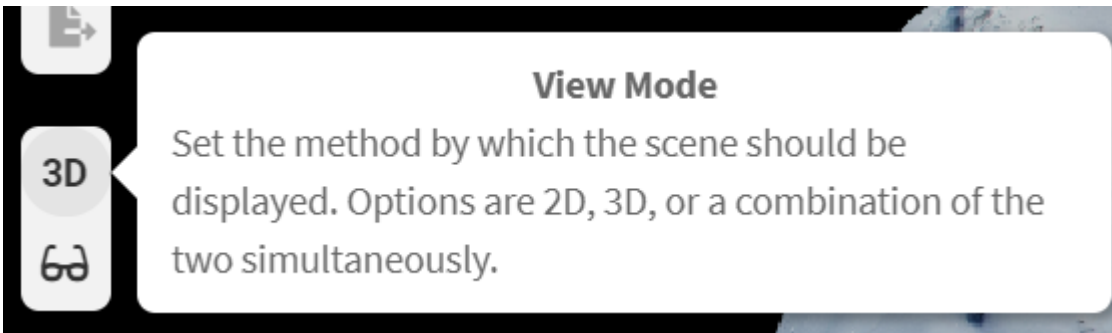 View Mode
Set the method by which the scene should be
3D
displayed. Options are 2D, 3D, or a combination of the
two simultaneously.